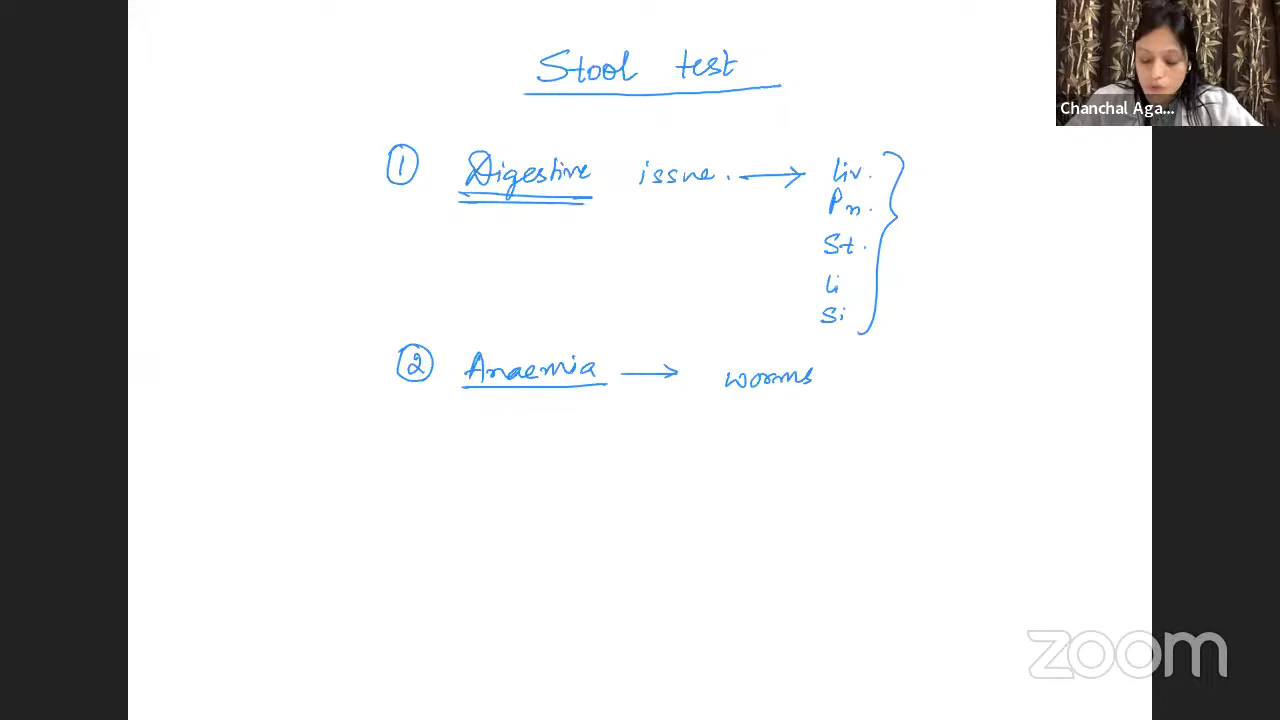 Stool test
① Digestive issue. → Liv.
Pn.
St.
Li
Si
② Anaemia → worms
Chanchal Aga...
zoom